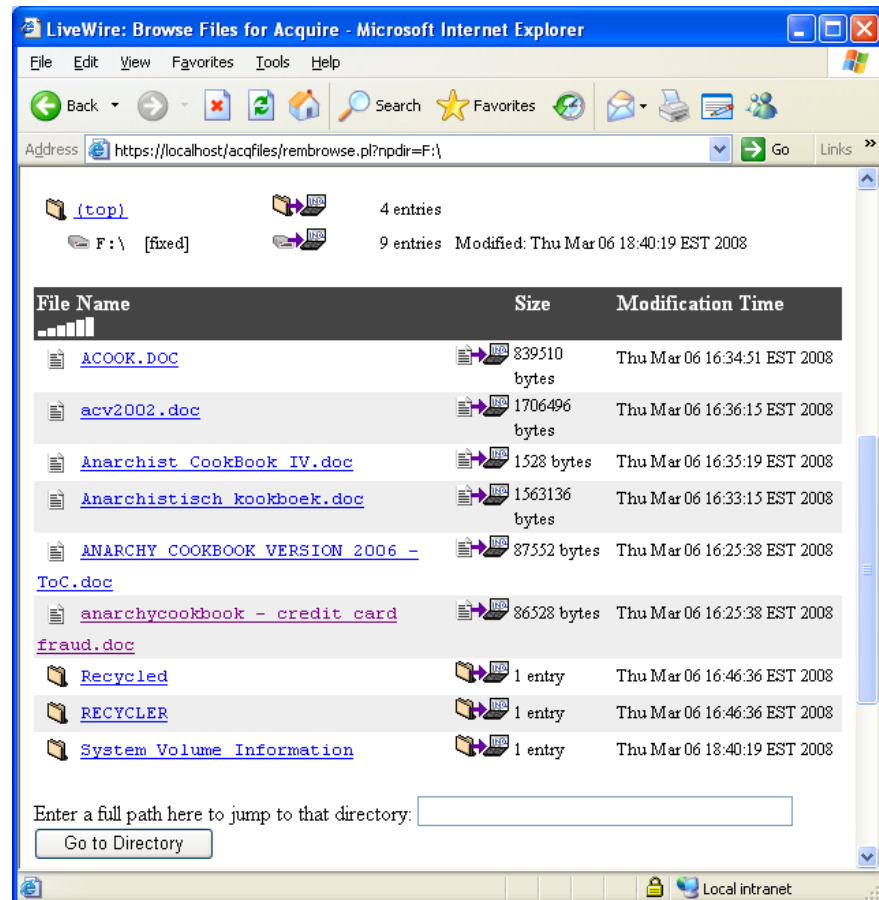 LiveWire: Browse Files for Acquire - Microsoft Internet Explorer
File Edit View Favorites Tools Help
Back Search Favorites
Address https://localhost/acqfiles/rembrowse.pl?npdir=F:\ Go Links »
(top) 4 entries
F:\ [fixed] 9 entries Modified: Thu Mar 06 18:40:19 EST 2008
File Name Size Modification Time
ACOOK.DOC 839510 bytes Thu Mar 06 16:34:51 EST 2008
acv2002.doc 1706496 bytes Thu Mar 06 16:36:15 EST 2008
Anarchist CookBook IV.doc 1528 bytes Thu Mar 06 16:35:19 EST 2008
Anarchistisch kookboek.doc 1563136 bytes Thu Mar 06 16:33:15 EST 2008
ANARCHY COOKBOOK VERSION 2006 - 87552 bytes Thu Mar 06 16:25:38 EST 2008
ToC.doc
anarchycookbook - credit card 86528 bytes Thu Mar 06 16:25:38 EST 2008
fraud.doc
Recycled 1 entry Thu Mar 06 16:46:36 EST 2008
RECYCLER 1 entry Thu Mar 06 16:46:36 EST 2008
System Volume Information 1 entry Thu Mar 06 18:40:19 EST 2008
Enter a full path here to jump to that directory:
Go to Directory
Local intranet